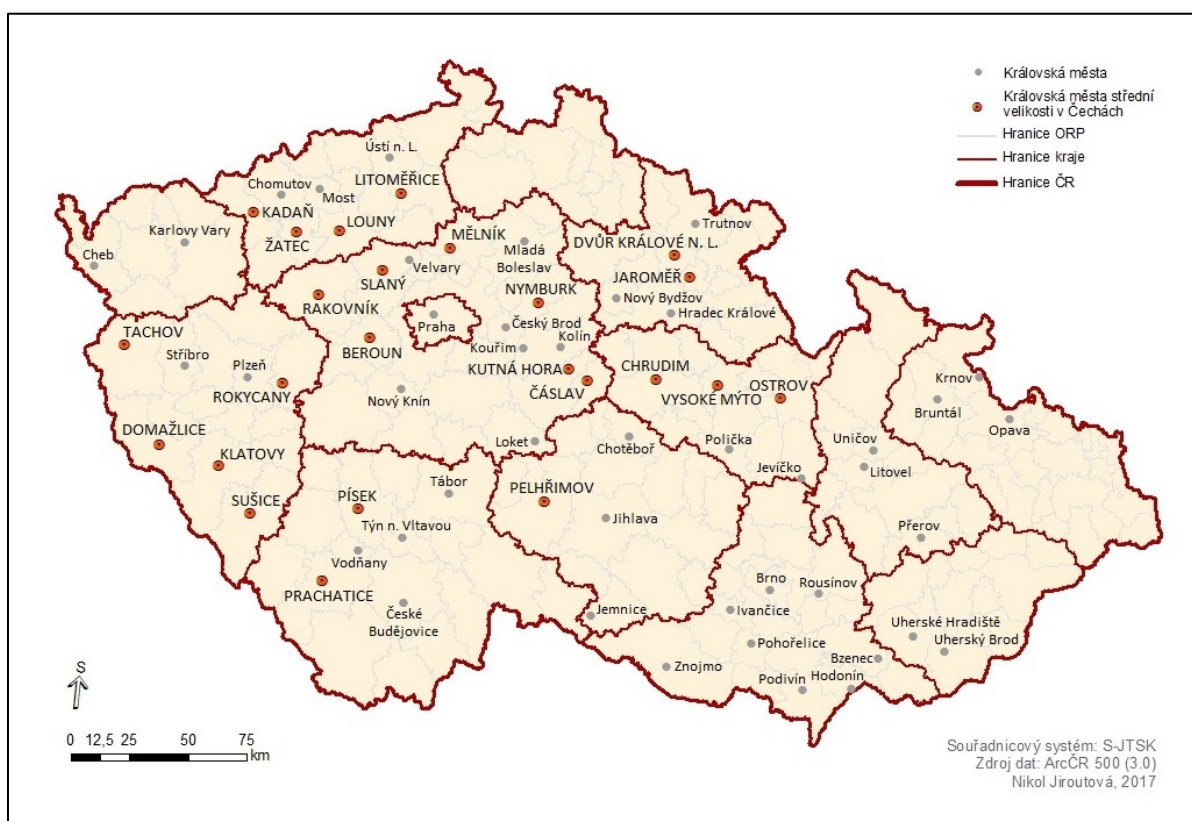 Královská města
Královská města střední
velikosti v Čechách
Hranice ORP
Hranice kraje
Hranice ČR
Ústí n. L.
Chomutov
Most
LITOMĚŘICE
KADAŇ
LOUNY
ŽATEC
Karlovy Vary
Cheb
MĚLNÍK
Velvary
SLANÝ
RAKOVNÍK
Mladá
Boleslav
NYMBURK
Praha
Český Brod
Kolín
Kouřim
BEROUN
KUTNÁ HORA
ČÁSLAV
Nový Knín
Loket
Trutnov
DVŮR KRÁLOVÉ N. L.
JAROMĚŘ
Nový Bydžov
Hradec Králové
TACHOV
Stříbro
Plzeň
ROKYCANY
DOMAŽLICE
KLATOVY
SUŠICE
CHRUDIM
VYSOKÉ MÝTO
OSTROV
Polička
Jevíčko
Chotěboř
PELHŘIMOV
Jihlava
Tábor
PÍSEK
Týn n. Vltavou
Vodňany
PRACHATICE
České
Budějovice
Jemnice
Krnov
Bruntál
Opava
Uničov
Litovel
Přerov
Brno
Rousínov
Ivančice
Pohořelice
Znojmo
Bzenec
Hodonín
Podivín
Uherské Hradiště
Uherský Brod
S
0 12,5 25 50 75
km
Souřadnicový systém: S-JTSK
Zdroj dat: ArcČR 500 (3.0)
Nikol Jiroutová, 2017